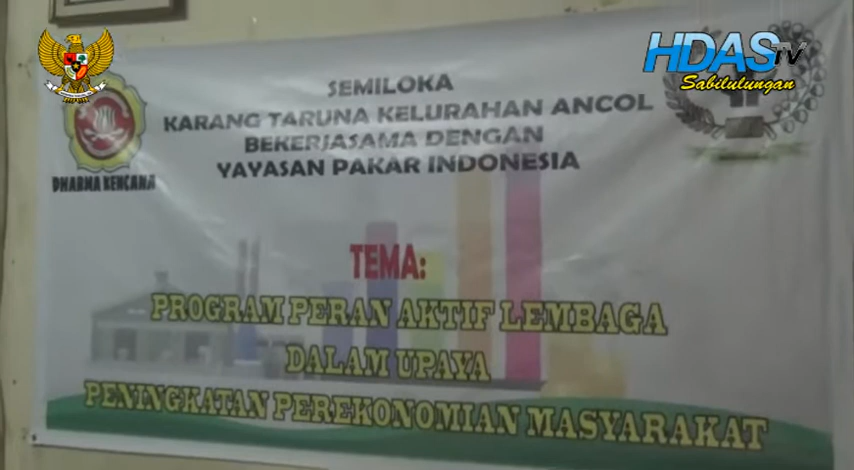 HDAS TV
Sabilulungan
SEMILOKA
KARANG TARUNA KELURAHAN ANCOL
BEKERJASAMA DENGAN
YAYASAN PAKAR INDONESIA
DHARMA KENCANA
TEMA:
PROGRAM PERAN AKTIF LEMBAGA
DALAM UPAYA
PENINGKATAN PEREKONOMIAN MASYARAKAT